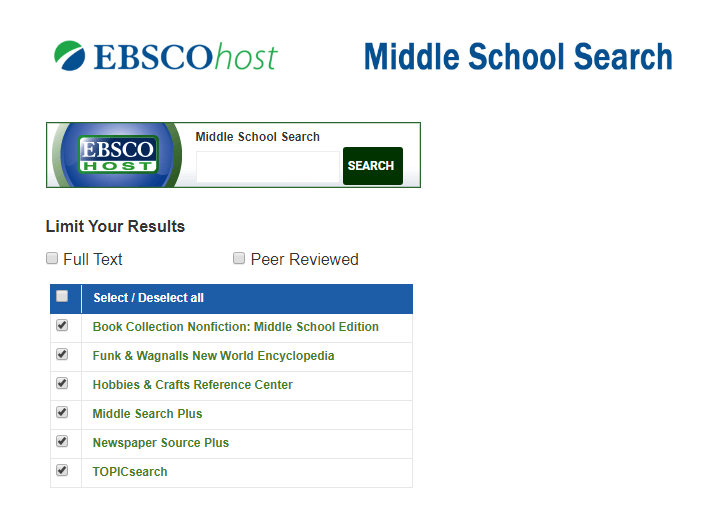 EBSCOhost
Middle School Search
Middle School Search
EBSCO
HOST
SEARCH
Limit Your Results
Full Text
Peer Reviewed
Select / Deselect all
Book Collection Nonfiction: Middle School Edition
Funk & Wagnalls New World Encyclopedia
Hobbies & Crafts Reference Center
Middle Search Plus
Newspaper Source Plus
TOPICsearch